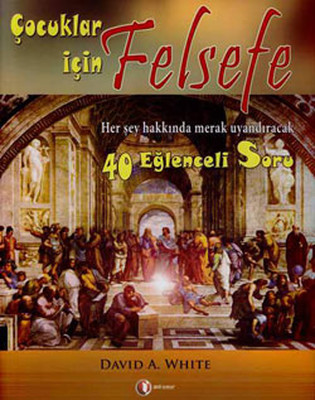 Çocuklar
için
Felsefe
Her şey hakkında merak uyandıracak
40 Eğlenceli Soru
DAVID A. WHITE